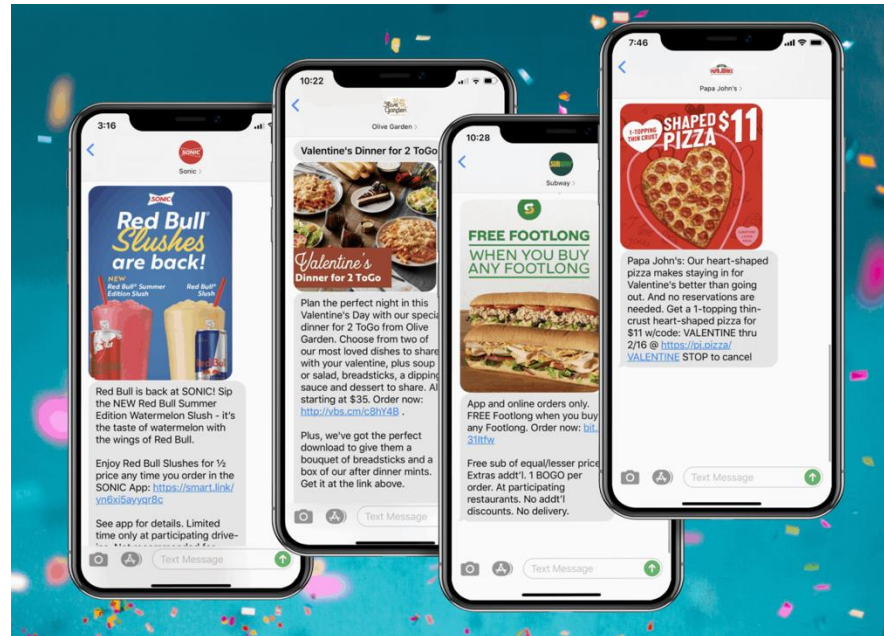 3:16
SONIC
Sonic >
SONIC
Red Bull®
Slushes
are back!
NEW
Red Bull® Summer
Edition Slush
Red Bull®
Slush
Red Bull is back at SONIC! Sip
the NEW Red Bull Summer
Edition Watermelon Slush - it's
the taste of watermelon with
the wings of Red Bull.
Enjoy Red Bull Slushes for ½
price any time you order in the
SONIC App: https://smart.link/
yn6xi5ayyqr8c
See app for details. Limited
time only at participating drive-
Text Message
10:22
Olive
Garden
Olive Garden >
Valentine's Dinner for 2 ToGo
Valentine's
Dinner for 2 ToGo
Plan the perfect night in this
Valentine's Day with our specia
dinner for 2 ToGo from Olive
Garden. Choose from two of
our most loved dishes to share
with your valentine, plus soup
or salad, breadsticks, a dipping
sauce and dessert to share. Al
starting at $35. Order now:
http://vbs.cm/c8hY4B .
Plus, we've got the perfect
download to give them a
bouquet of breadsticks and a
box of our after dinner mints.
Get it at the link above.
Text Message
10:28
SUBWAY
Subway >
FREE FOOTLONG
WHEN YOU BUY
ANY FOOTLONG
App and online orders only.
FREE Footlong when you buy
any Footlong. Order now: bit.
31Itfw
Free sub of equal/lesser price
Extras addt'l. 1 BOGO per
order. At participating
restaurants. No addt'l
discounts. No delivery.
Text Message
7:46
PAPA JOHNS
Papa John's >
1-TOPPING
THIN CRUST
SHAPED
PIZZA
$11
Papa John's: Our heart-shaped
pizza makes staying in for
Valentine's better than going
out. And no reservations are
needed. Get a 1-topping thin-
crust heart-shaped pizza for
$11 w/code: VALENTINE thru
2/16 @ https://pj.pizza/
VALENTINE STOP to cancel
Text Message